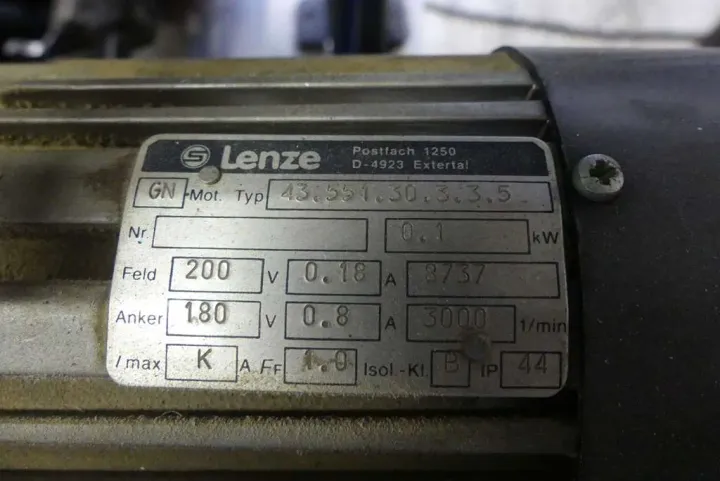 Lenze Postfach 1250
D-4923 Extertal
GN -Mot. Typ 43.551.30.3.3.5
Nr. 0.1 kW
Feld 200 V 0.18 A 8737
Anker 180 V 0.8 A 3000 1/min
I max K A FF 1.0 Isol.-Kl. B IP 44